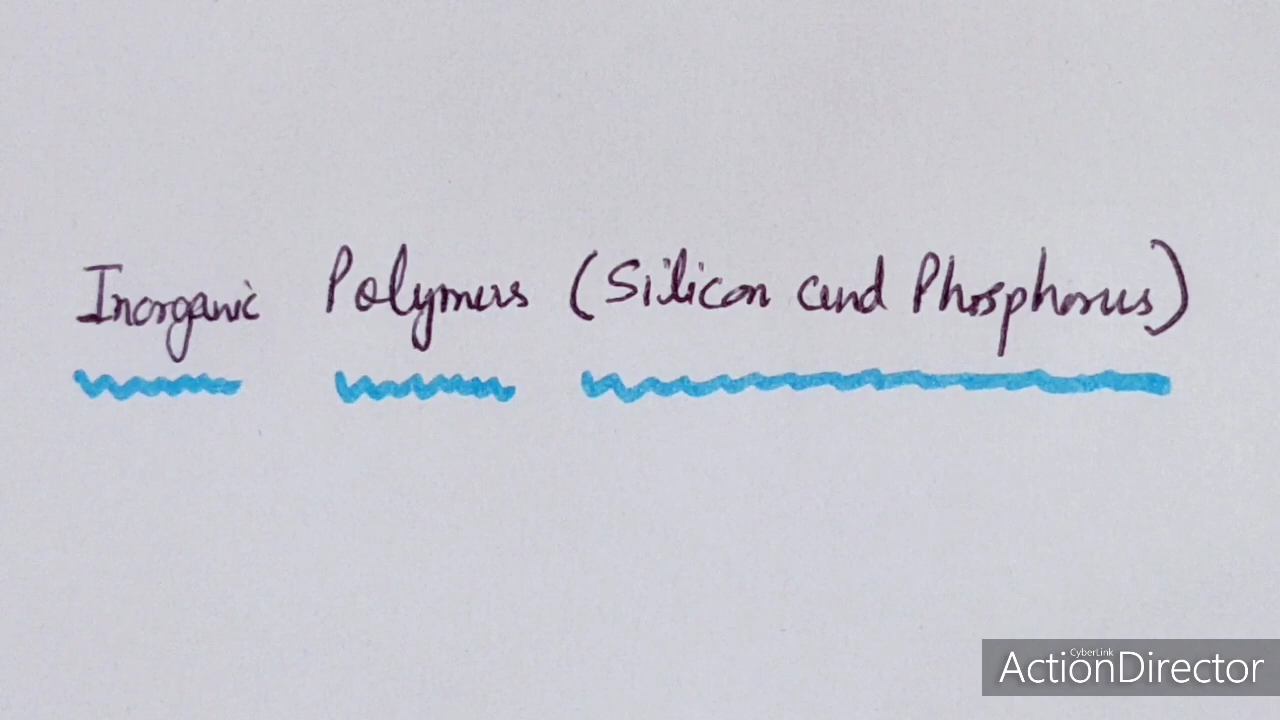 Inorganic Polymers (Silicon and Phosphorus)
CyberLink
ActionDirector